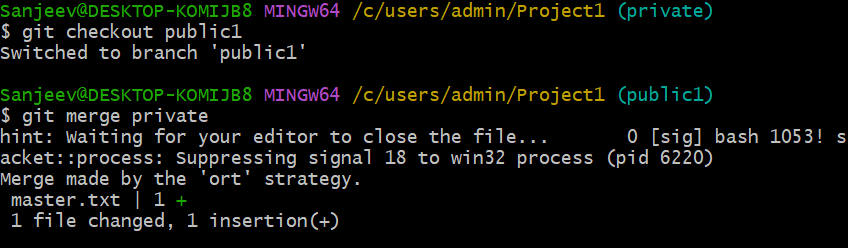 Sanjeev@DESKTOP-KOMIJB8 MINGW64 /c/users/admin/Project1 (private)
$ git checkout public1
Switched to branch 'public1'
Sanjeev@DESKTOP-KOMIJB8 MINGW64 /c/users/admin/Project1 (public1)
$ git merge private
hint: Waiting for your editor to close the file...      0 [sig] bash 1053! s
acket::process: Suppressing signal 18 to win32 process (pid 6220)
Merge made by the 'ort' strategy.
 master.txt | 1 +
 1 file changed, 1 insertion(+)